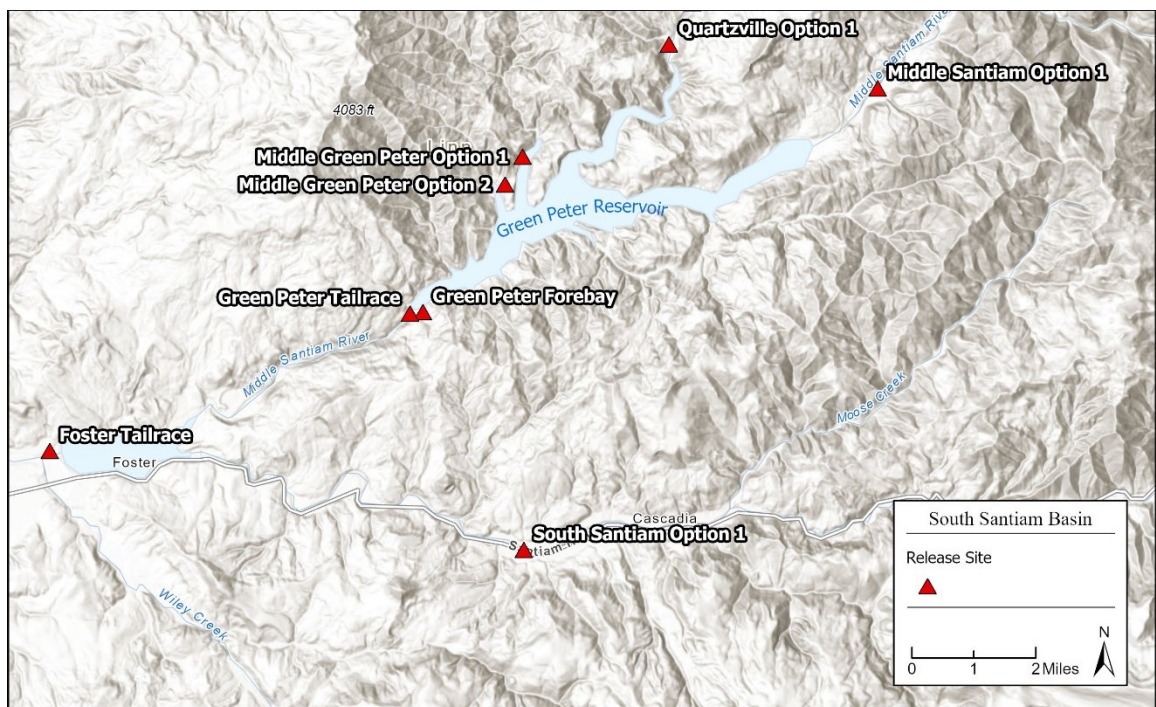 Quartzville Option 1
Middle Santiam River
Middle Santiam Option 1
4083 ft
Linn
Middle Green Peter Option 1
Middle Green Peter Option 2
Green Peter Reservoir
Green Peter Tailrace
Green Peter Forebay
Middle Santiam River
Moose Creek
Foster Tailrace
Foster
Cascadia
South Santiam Option 1
Wiley Creek
South Santiam Basin
Release Site
N
0 1 2 Miles